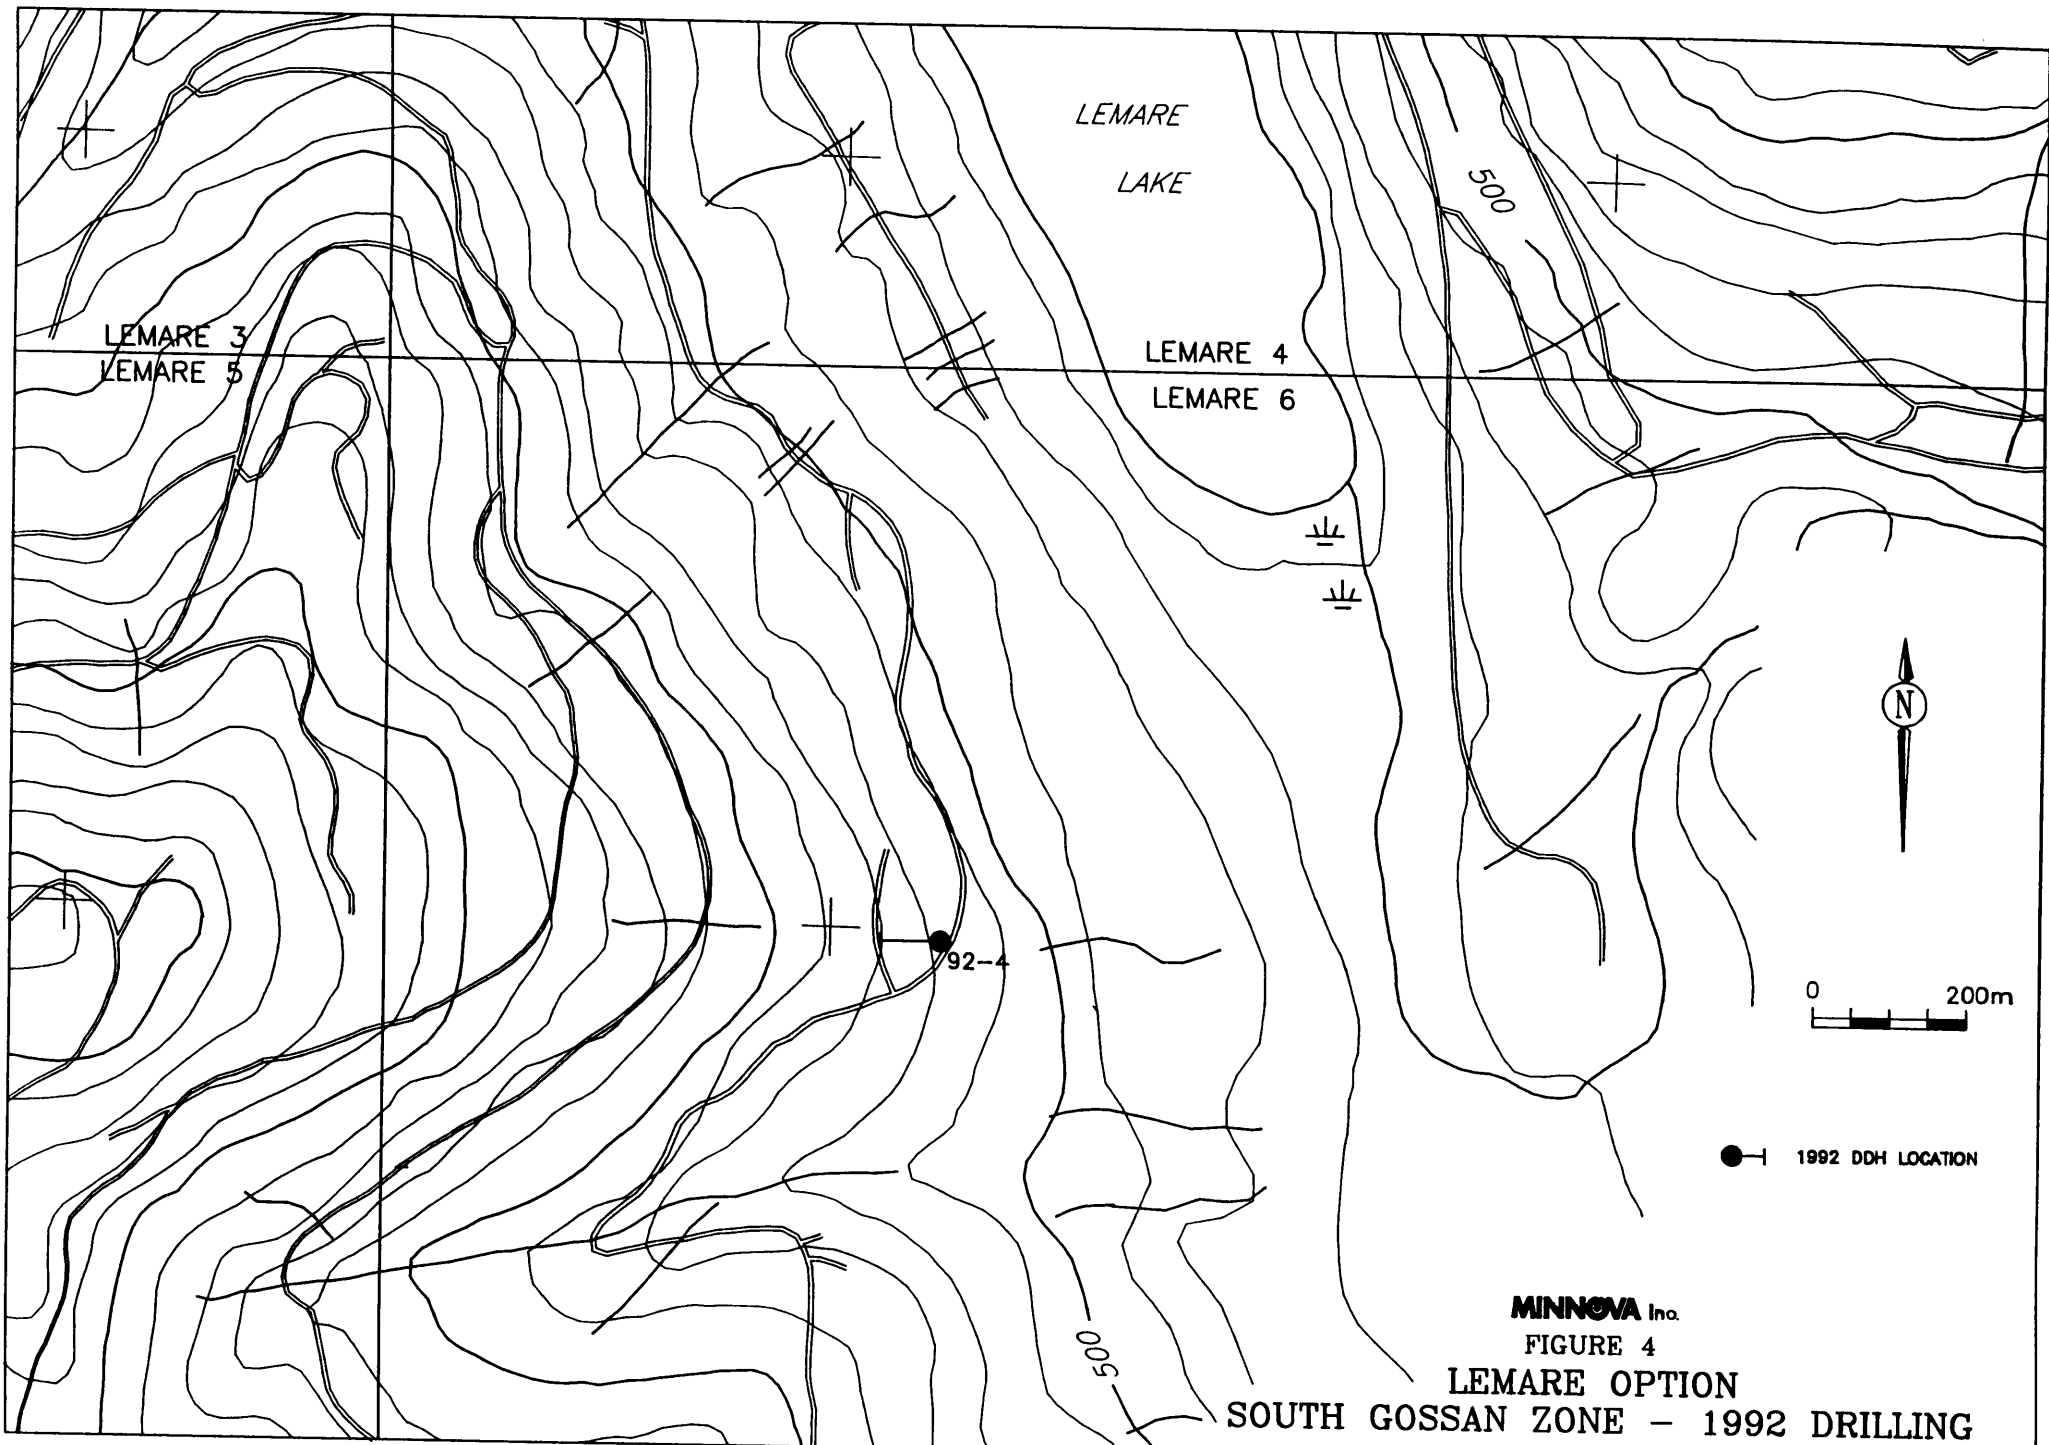 LEMARE
LAKE
500
LEMARE 3
LEMARE 5
LEMARE 4
LEMARE 6
N
92-4
0 200m
1992 DDH LOCATION
500
MINNOVA Inc.
FIGURE 4
LEMARE OPTION
SOUTH GOSSAN ZONE - 1992 DRILLING